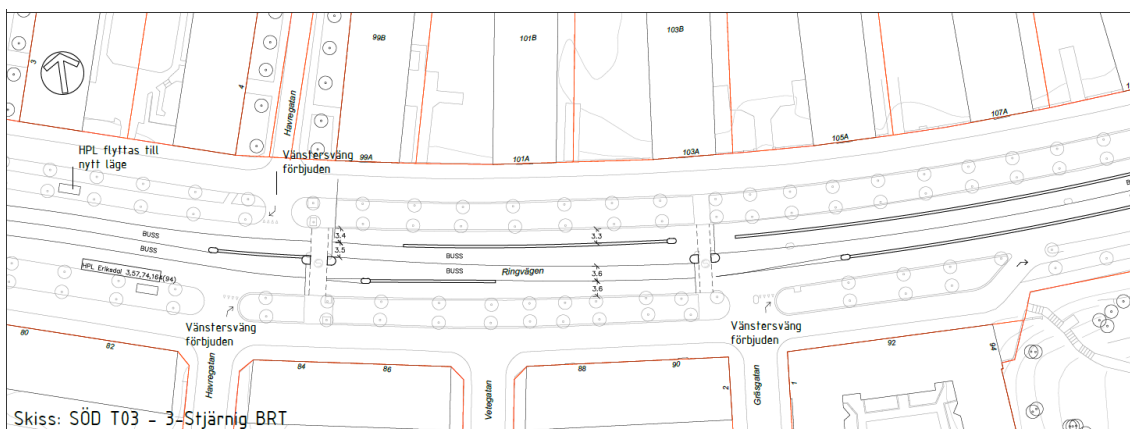 99B
101B
103B
3
4
Havregatan
107A
105A
HPL flyttas till
nytt läge
99A
Vänstersväng
förbjuden
101A
103A
BUSS
3.4
3.3
BUSS
3.5
BUSS
HPL Eriksdal 3,57,74,164(94)
BUSS
Ringvägen
3.6
3.6
Vänstersväng
förbjuden
Vänstersväng
förbjuden
80
82
84
86
88
90
92
94
Havregatan
Vetegatan
2
Gräsgatan
1
Skiss: SÖD T03 - 3-Stjärnig BRT